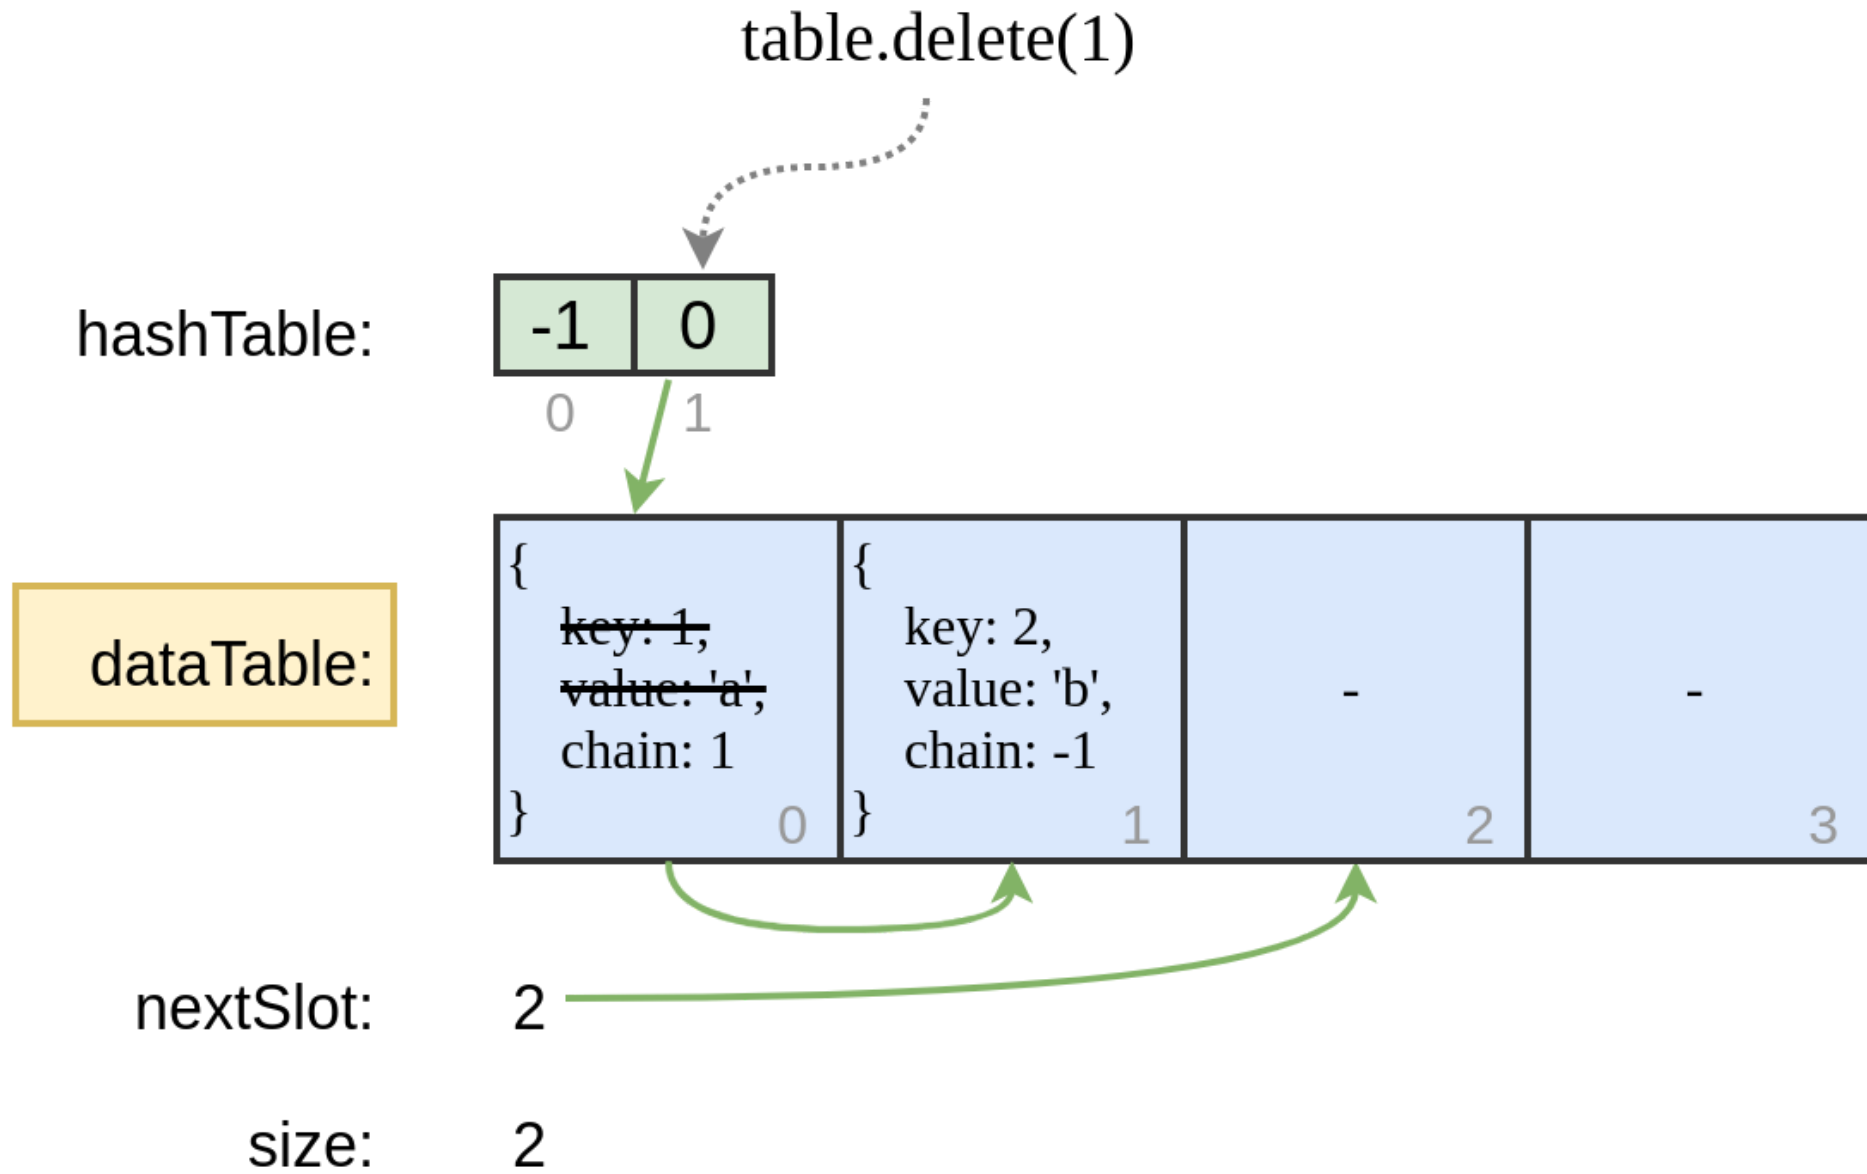 table.delete(1)
hashTable:
-1 0
0 1
dataTable:
{
key: 1,
value: 'a',
chain: 1
}
0
{
key: 2,
value: 'b',
chain: -1
}
1
-
2
-
3
nextSlot: 2
size: 2